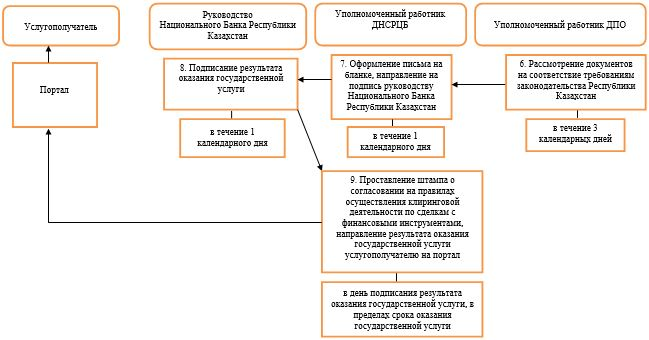 Услугополучатель
Руководство
Национального Банка Республики
Казахстан
Уполномоченный работник
ДНСРЦБ
Уполномоченный работник ДПО
Портал
8. Подписание результата
оказания государственной
услуги
7. Оформление письма на
бланке, направление на
подпись руководству
Национального Банка
Республики Казахстан
6. Рассмотрение документов
на соответствие требованиям
законодательства Республики
Казахстан
в течение 1
календарного дня
в течение 1
календарного дня
в течение 3
календарных дней
9. Проставление штампа о
согласовании на правилах
осуществления клиринговой
деятельности по сделкам с
финансовыми инструментами,
направление результата оказания
государственной услуги
услугополучателю на портал
в день подписания результата
оказания государственной услуги, в
пределах срока оказания
государственной услуги